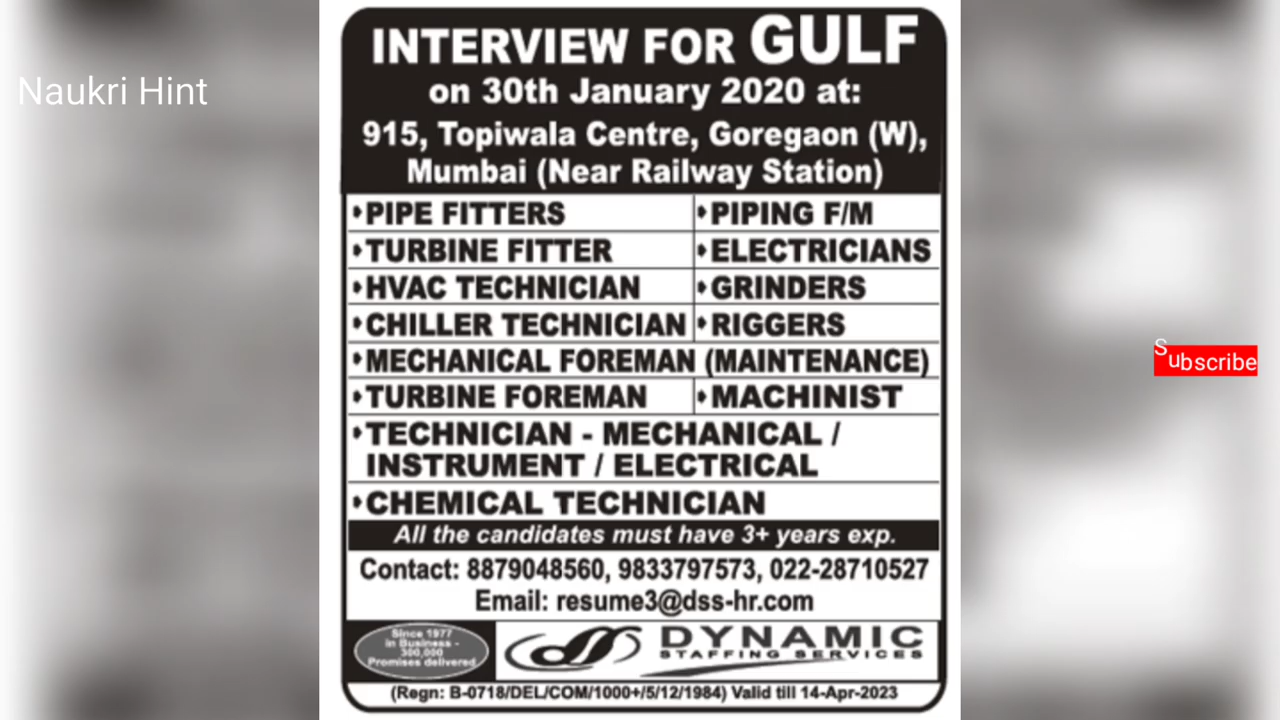 Naukri Hint
INTERVIEW FOR GULF
on 30th January 2020 at:
915, Topiwala Centre, Goregaon (W),
Mumbai (Near Railway Station)
PIPE FITTERS
PIPING F/M
TURBINE FITTER
ELECTRICIANS
HVAC TECHNICIAN
GRINDERS
CHILLER TECHNICIAN
RIGGERS
MECHANICAL FOREMAN (MAINTENANCE)
TURBINE FOREMAN
MACHINIST
TECHNICIAN - MECHANICAL /
INSTRUMENT / ELECTRICAL
CHEMICAL TECHNICIAN
All the candidates must have 3+ years exp.
Contact: 8879048560, 9833797573, 022-28710527
Email: resume3@dss-hr.com
Since 1977
In Business -
300,000
Promises delivered
DYNAMIC
STAFFING SERVICES
(Regn: B-0718/DEL/COM/1000+/5/12/1984) Valid till 14-Apr-2023
Subscribe